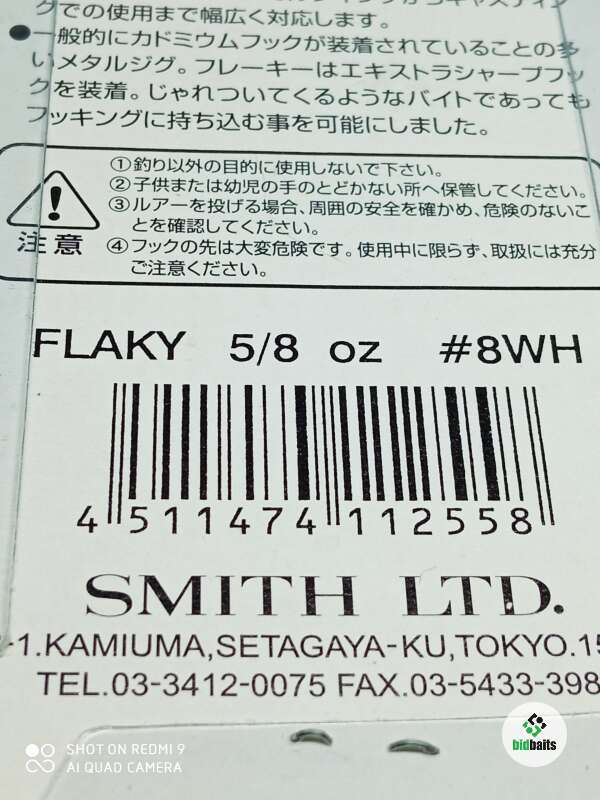 グでの使用まで幅広く対応します。
●一般的にカドミウムフックが装着されていることの多
いメタルジグ。フレーキーはエキストラシャープフッ
クを装着。じゃれついてくるようなバイトであっても
フッキングに持ち込む事を可能にしました。
注意
①釣り以外の目的に使用しないで下さい。
②子供または幼児の手のとどかない所へ保管してください。
③ルアーを投げる場合、周囲の安全を確かめ、危険のないこ
とを確認してください。
④フックの先は大変危険です。使用中に限らず、取扱には充分
ご注意ください。
FLAKY 5/8 oz #8WH
4 511474 112558
SMITH LTD.
-1.KAMIUMA,SETAGAYA-KU,TOKYO.15
TEL.03-3412-0075 FAX.03-5433-398
SHOT ON REDMI 9
AI QUAD CAMERA
bidbaits